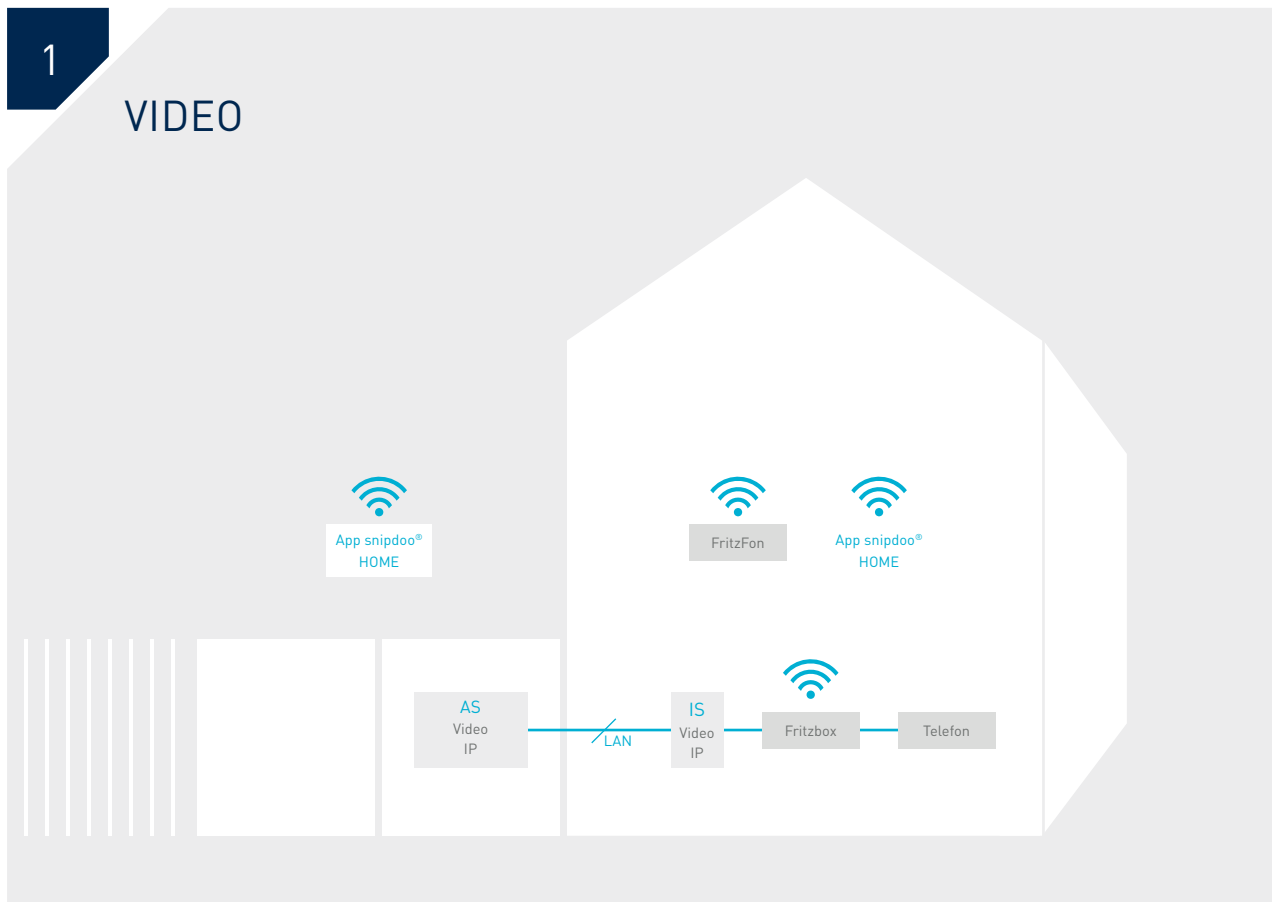 1
VIDEO
App snipdoo®
HOME
FritzFon
App snipdoo®
HOME
AS
Video
IP
LAN
IS
Video
IP
Fritzbox
Telefon